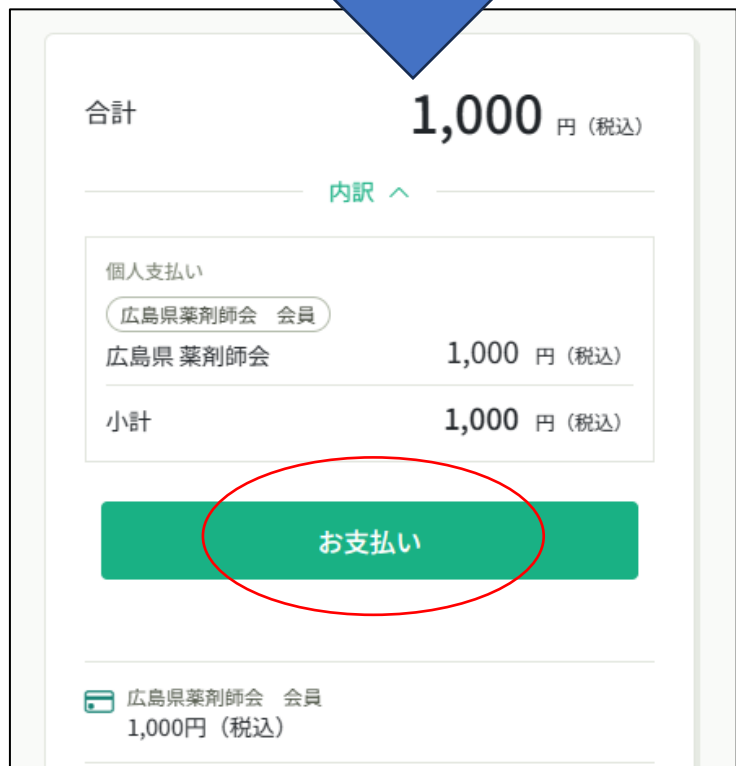 合計 1,000 円（税込）
内訳
個人支払い
広島県薬剤師会　会員
広島県 薬剤師会 1,000 円（税込）
小計 1,000 円（税込）
お支払い
広島県薬剤師会　会員
1,000円（税込）